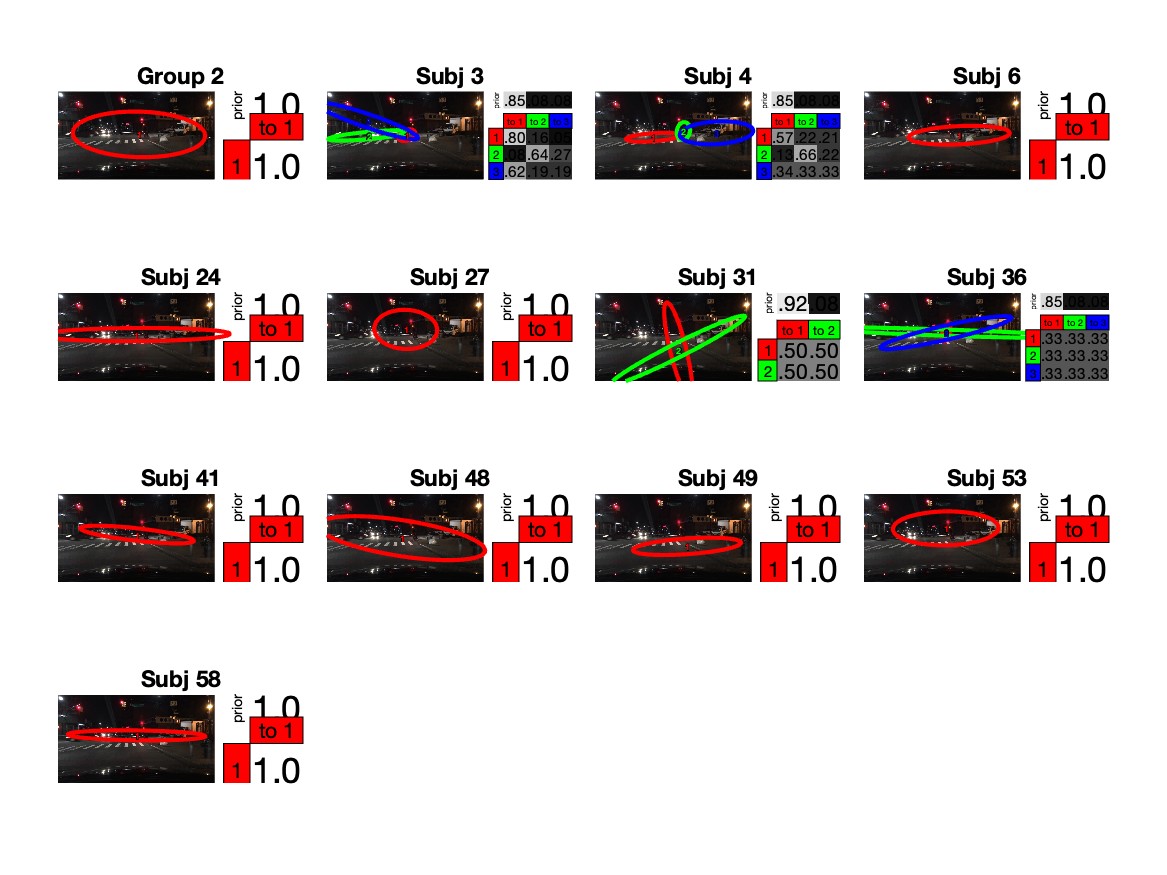 Group 2
prior 1.0
to 1
1 1.0
Subj 3
prior .85 .08 .08
to 1 to 2 to 3
1 .80 .16
2 .08 .64 .27
3 .62 .19 .19
Subj 4
prior .85 .08 .08
to 1 to 2 to 3
2
1 .57 .22 .21
2 .13 .66 .22
3 .34 .33 .33
Subj 6
prior 1.0
to 1
1 1.0
Subj 24
prior 1.0
to 1
1 1.0
Subj 27
prior 1.0
to 1
1 1.0
Subj 31
prior .92 .08
to 1 to 2
2
1 .50 .50
2 .50 .50
Subj 36
prior .85 .08 .08
to 1 to 2 to 3
1 .33 .33 .33
2 .33 .33 .33
3 .33 .33 .33
Subj 41
prior 1.0
to 1
1 1.0
Subj 48
prior 1.0
to 1
1 1.0
Subj 49
prior 1.0
to 1
1 1.0
Subj 53
prior 1.0
to 1
1 1.0
Subj 58
prior 1.0
to 1
1 1.0